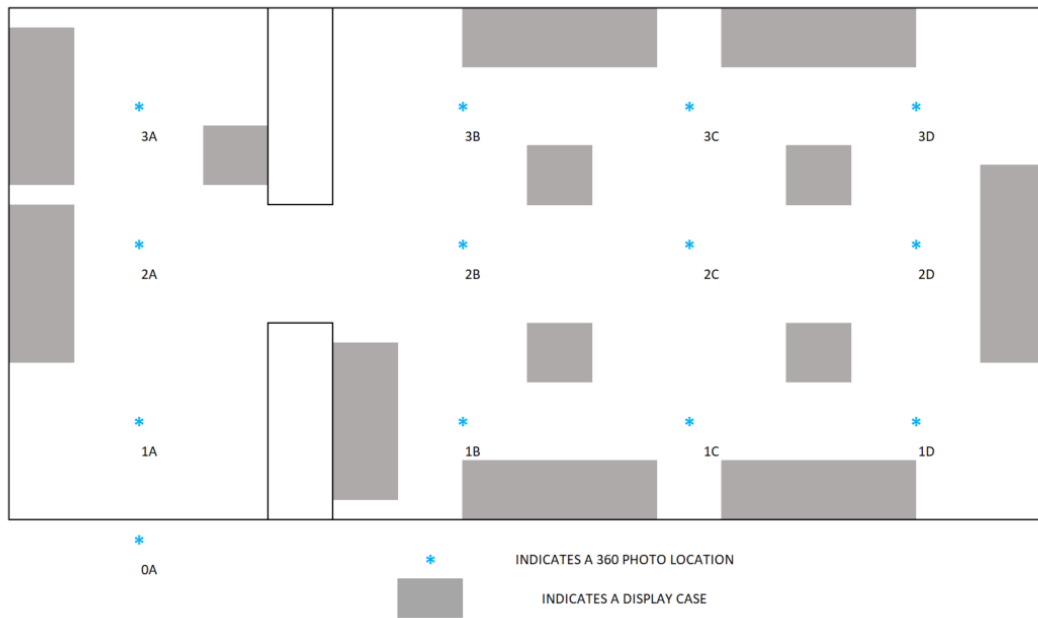 3A
3B
3C
3D
2A
2B
2C
2D
1A
1B
1C
1D
0A
* INDICATES A 360 PHOTO LOCATION
INDICATES A DISPLAY CASE